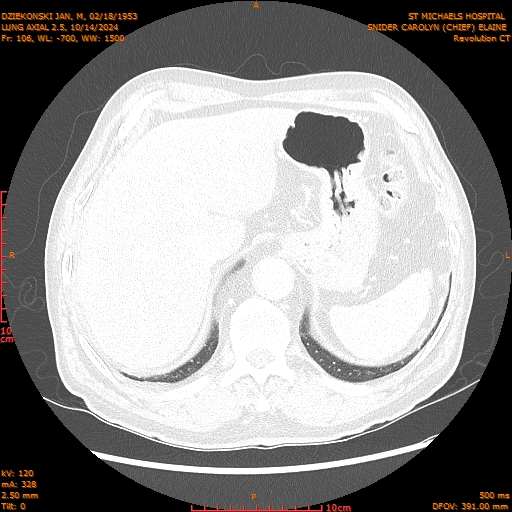 DZIEKONSKI JAN, M, 02/18/1953
LUNG AXIAL 2.5, 10/14/2024
Fr: 106, WL: -700, WW: 1500
A
ST MICHAELS HOSPITAL
SNIDER CAROLYN (CHIEF) ELAINE
Revolution CT
R
L
10
cm
kV: 120
mA: 328
2.50 mm
Tilt: 0
P
10cm
500 ms
DFOV: 391.00 mm